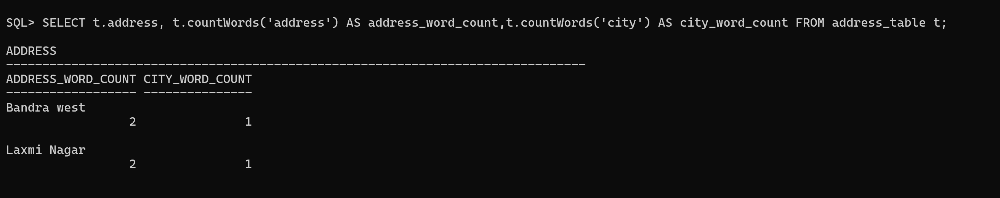 SQL> SELECT t.address, t.countWords('address') AS address_word_count,t.countWords('city') AS city_word_count FROM address_table t;
ADDRESS
--------------------------------------------------------------------------------
ADDRESS_WORD_COUNT CITY_WORD_COUNT
------------------ ---------------
Bandra west
                 2               1
Laxmi Nagar
                 2               1